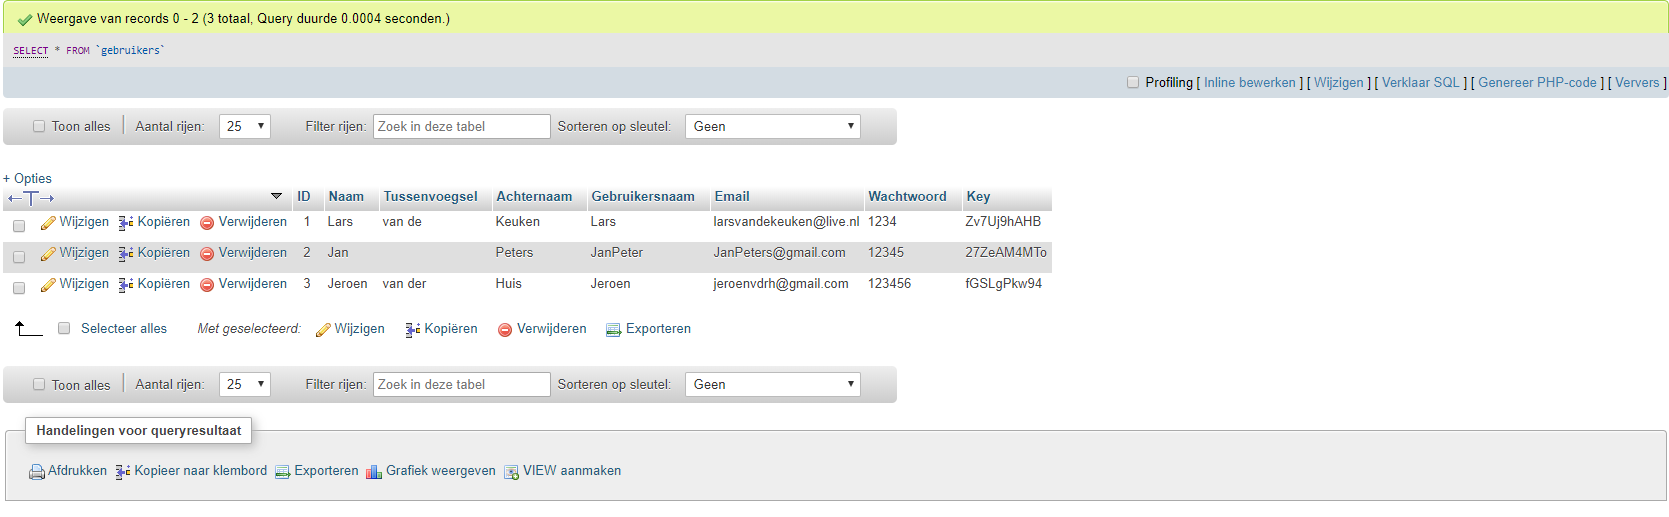 Weergave van records 0 - 2 (3 totaal, Query duurde 0.0004 seconden.)
SELECT * FROM `gebruikers`
Profiling [ Inline bewerken ] [ Wijzigen ] [ Verklaar SQL ] [ Genereer PHP-code ] [ Ververs ]
Toon alles Aantal rijen: 25 Filter rijen: Zoek in deze tabel Sorteren op sleutel: Geen
+ Opties
ID Naam Tussenvoegsel Achternaam Gebruikersnaam Email Wachtwoord Key
Wijzigen Kopiëren Verwijderen 1 Lars van de Keuken Lars larsvandekeuken@live.nl 1234 Zv7Uj9hAHB
Wijzigen Kopiëren Verwijderen 2 Jan Peters JanPeter JanPeters@gmail.com 12345 27ZeAM4MTo
Wijzigen Kopiëren Verwijderen 3 Jeroen van der Huis Jeroen jeroenvdrh@gmail.com 123456 fGSLgPkw94
Selecteer alles Met geselecteerd: Wijzigen Kopiëren Verwijderen Exporteren
Toon alles Aantal rijen: 25 Filter rijen: Zoek in deze tabel Sorteren op sleutel: Geen
Handelingen voor queryresultaat
Afdrukken Kopieer naar klembord Exporteren Grafiek weergeven VIEW aanmaken